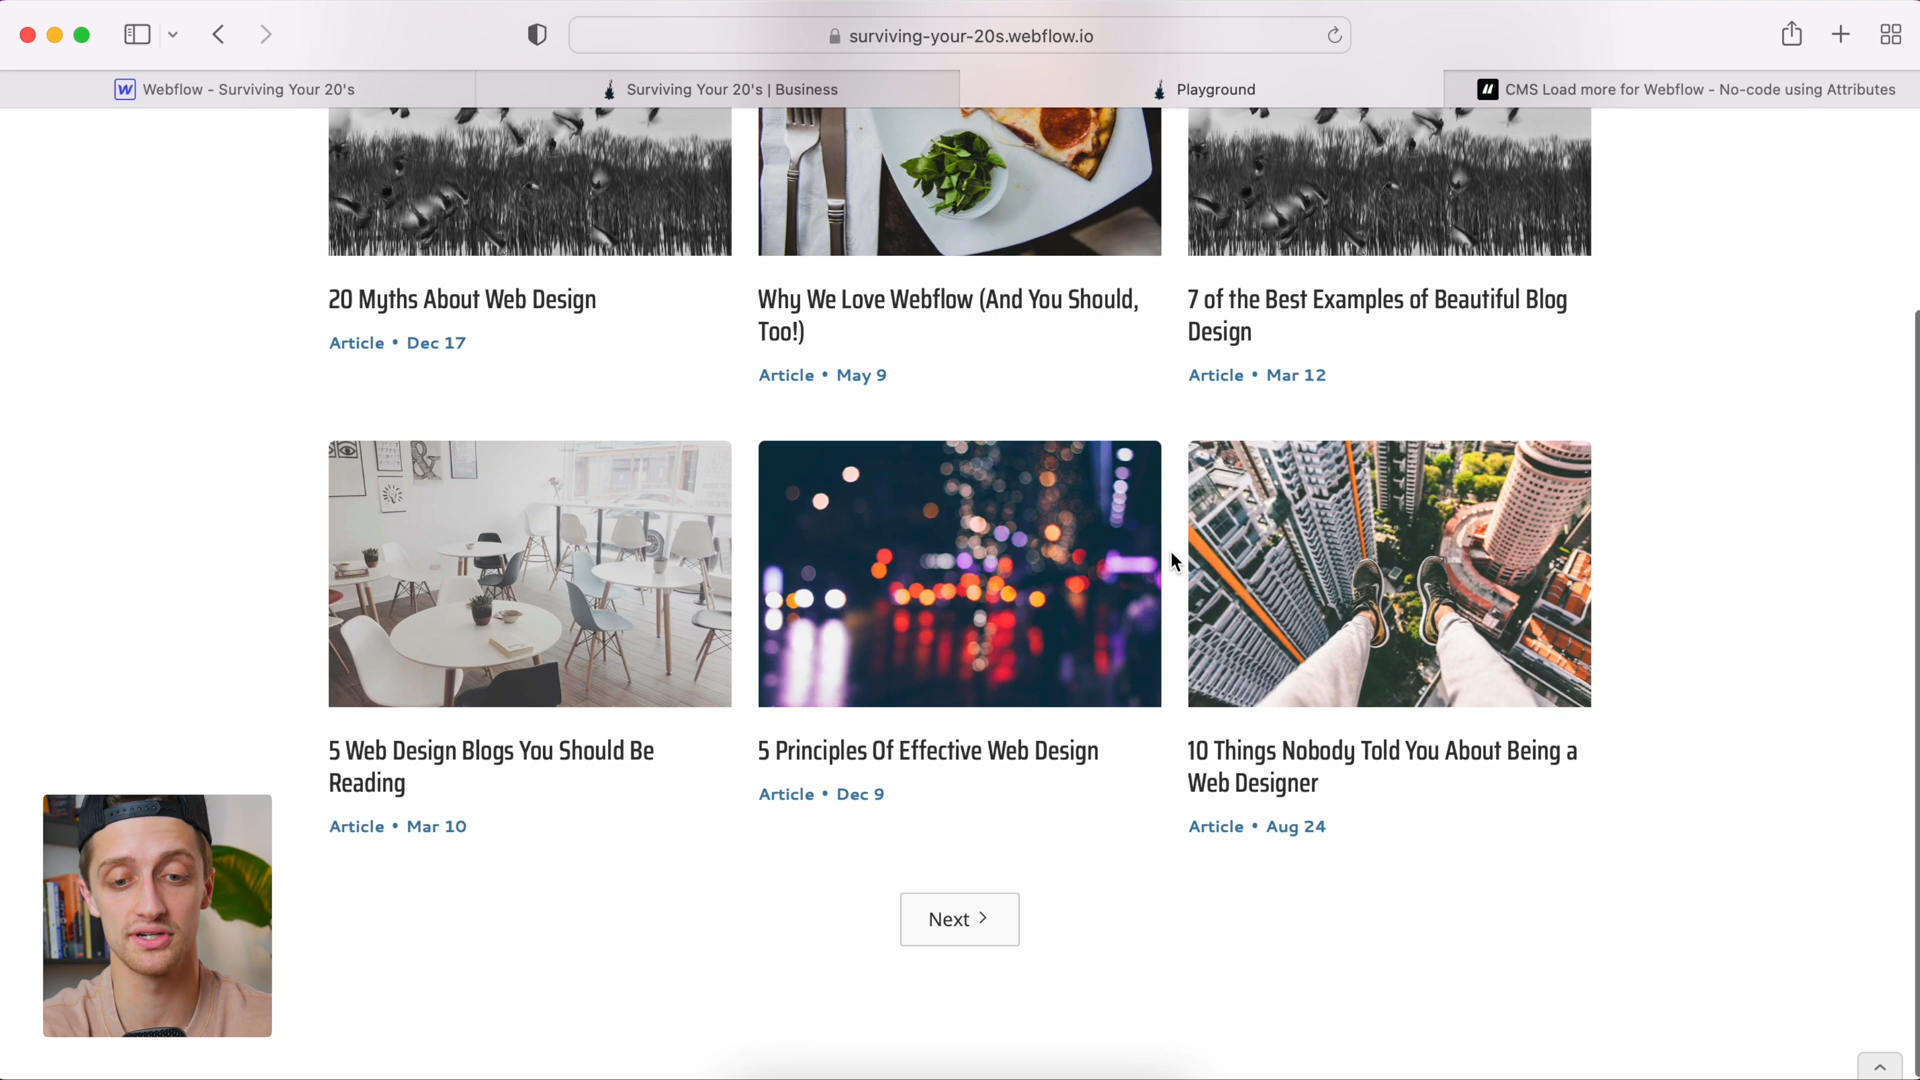 surviving-your-20s.webflow.io
Webflow - Surviving Your 20's
Surviving Your 20's | Business
Playground
CMS Load more for Webflow - No-code using Attributes
20 Myths About Web Design
Article • Dec 17
Why We Love Webflow (And You Should,
Too!)
Article • May 9
7 of the Best Examples of Beautiful Blog
Design
Article • Mar 12
5 Web Design Blogs You Should Be
Reading
Article • Mar 10
5 Principles Of Effective Web Design
Article • Dec 9
10 Things Nobody Told You About Being a
Web Designer
Article • Aug 24
Next